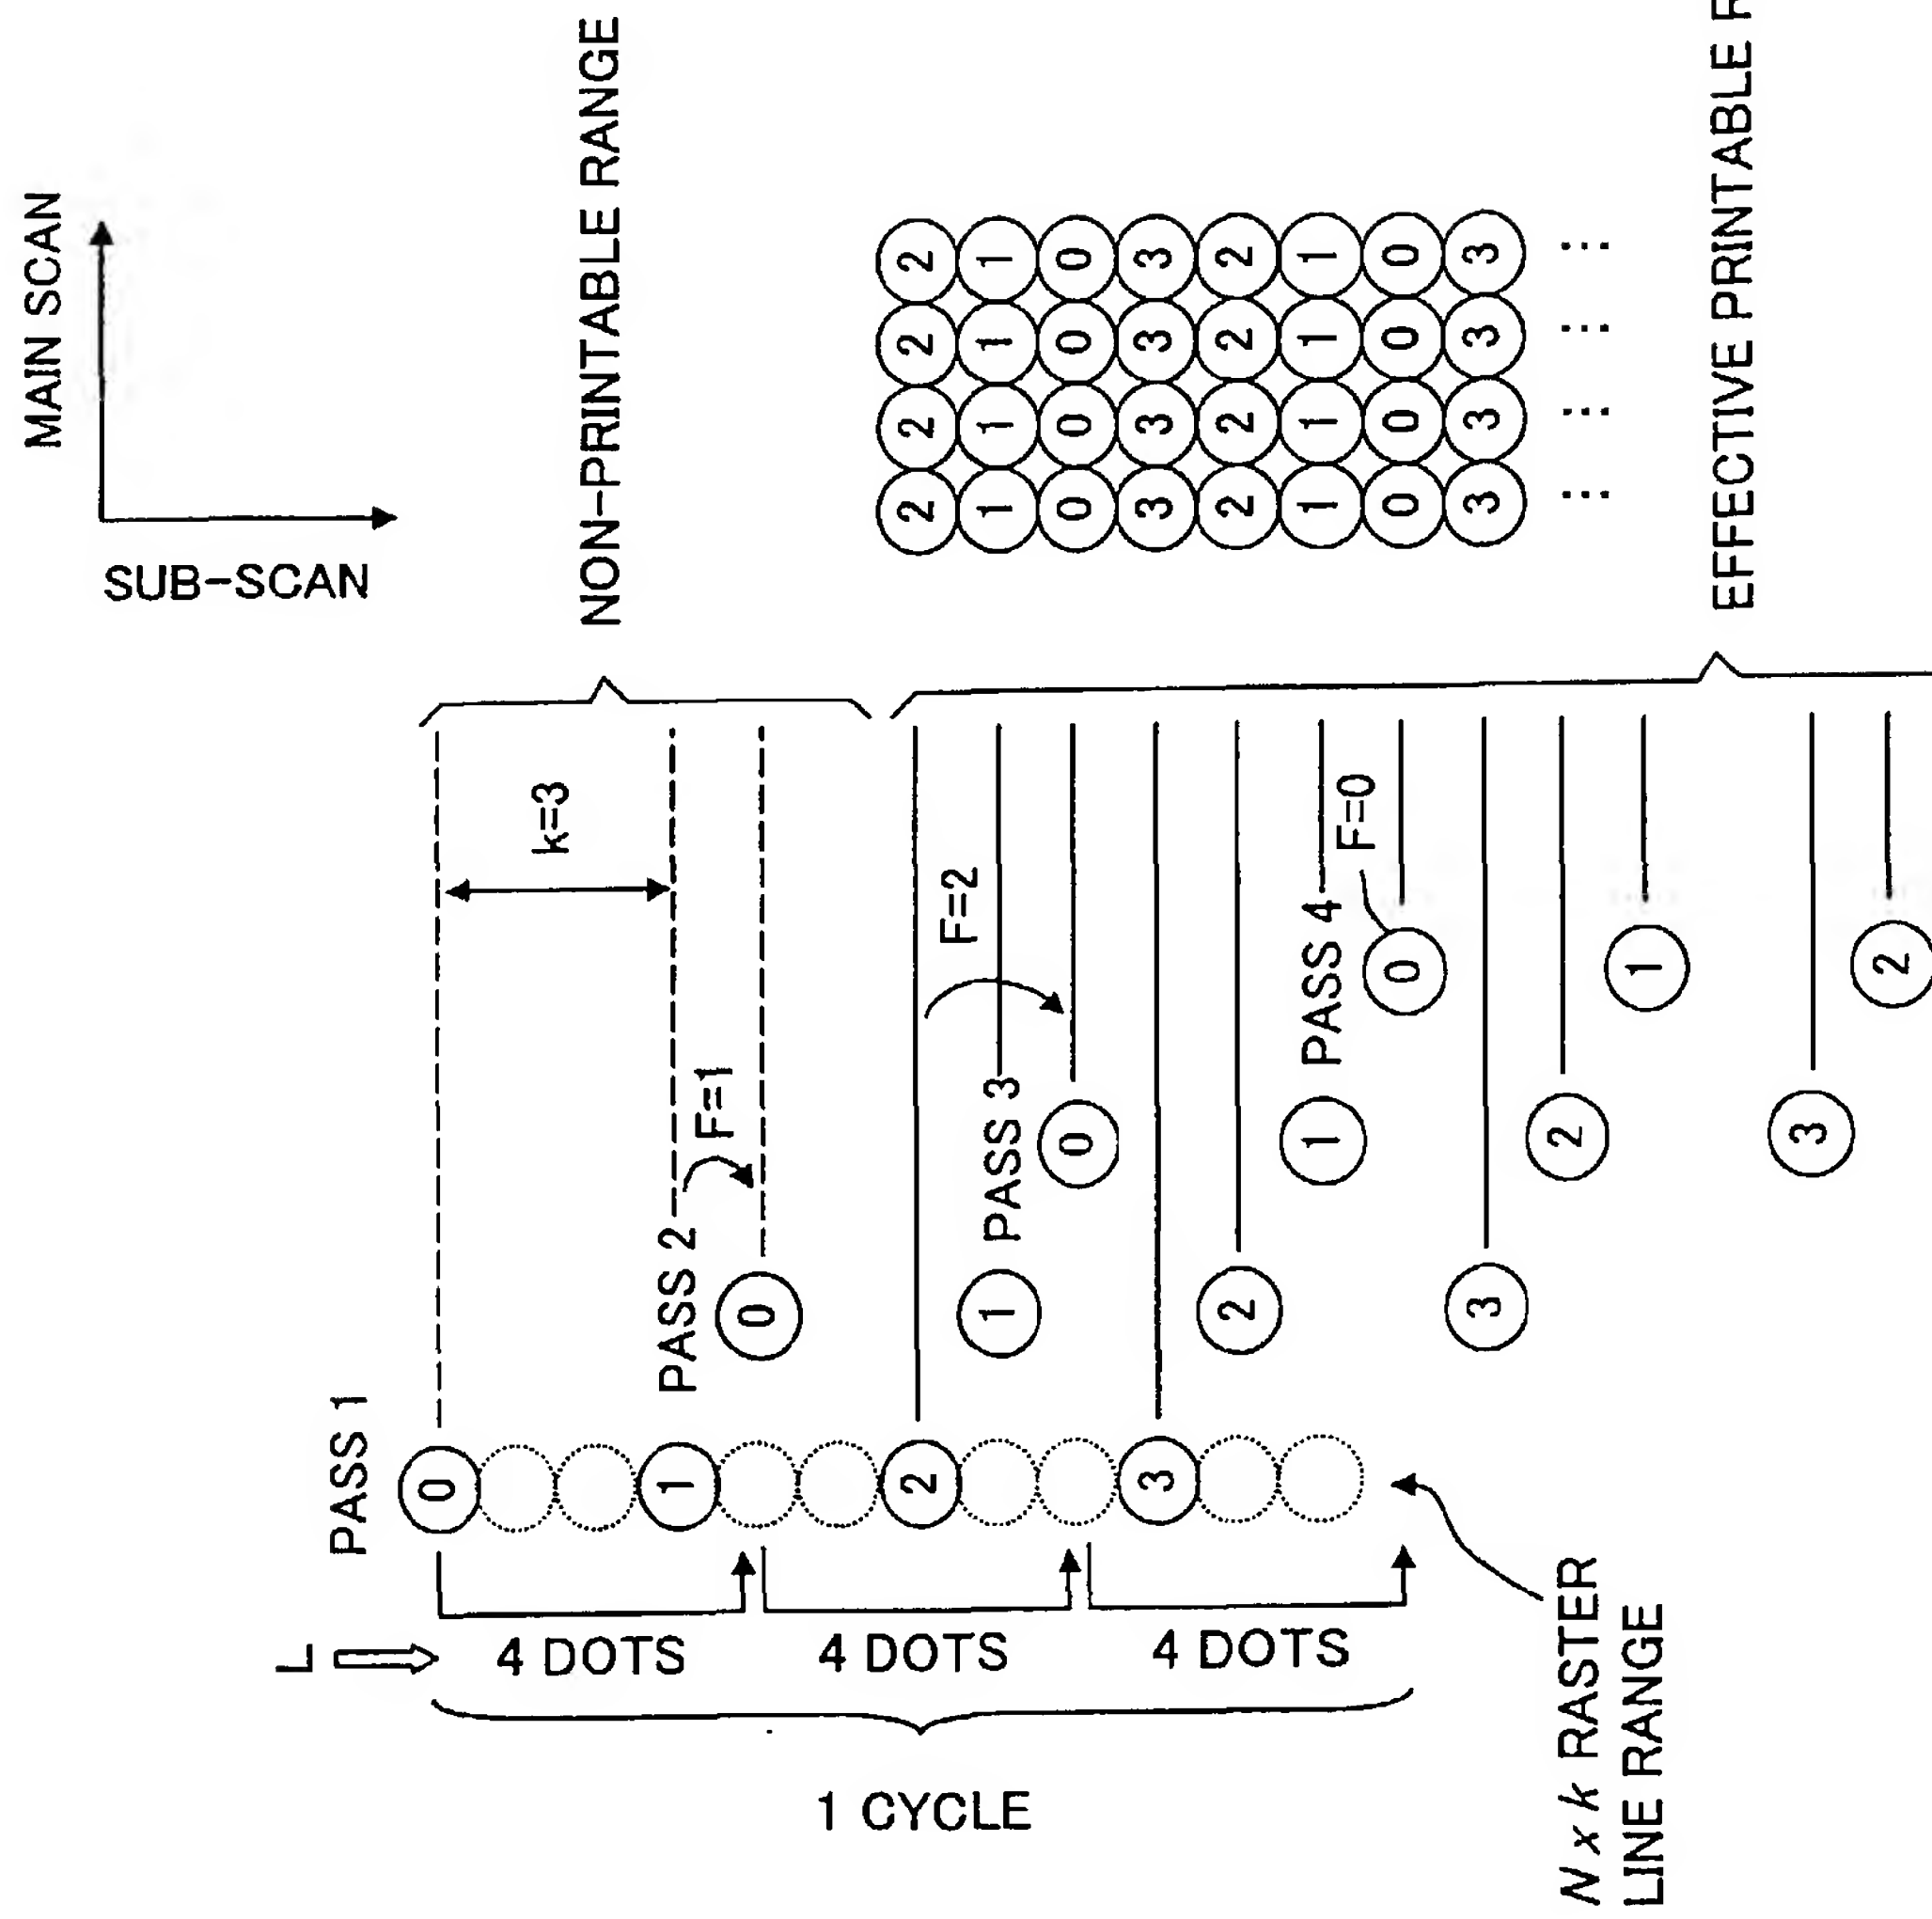 MAIN SCAN
SUB-SCAN
NON-PRINTABLE RANGE
k=3
PASS 2
F=1
F=2
PASS 3
PASS 4
F=0
EFFECTIVE PRINTABLE
2 1 0 3 2 1 0 3
2 1 0 3 2 1 0 3
2 1 0 3 2 1 0 3
2 1 0 3 2 1 0 3
... ... ... ...
PASS 1
0 1 2 3
0 1 2 3
0 1 2 3
0 1 2
L
4 DOTS
4 DOTS
4 DOTS
1 CYCLE
N x k RASTER
LINE RANGE